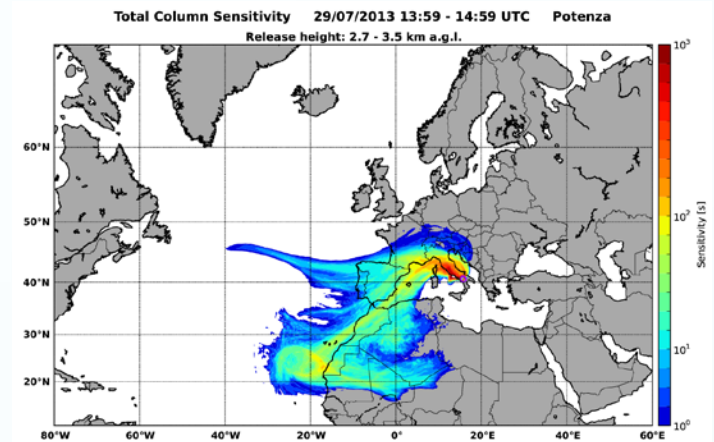 Total Column Sensitivity 29/07/2013 13:59 - 14:59 UTC Potenza
Release height: 2.7 - 3.5 km a.g.l.
10³
60°N
50°N
10²
Sensitivity [s]
40°N
30°N
10¹
20°N
10⁰
80°W 60°W 40°W 20°W 0° 20°E 40°E 60°E